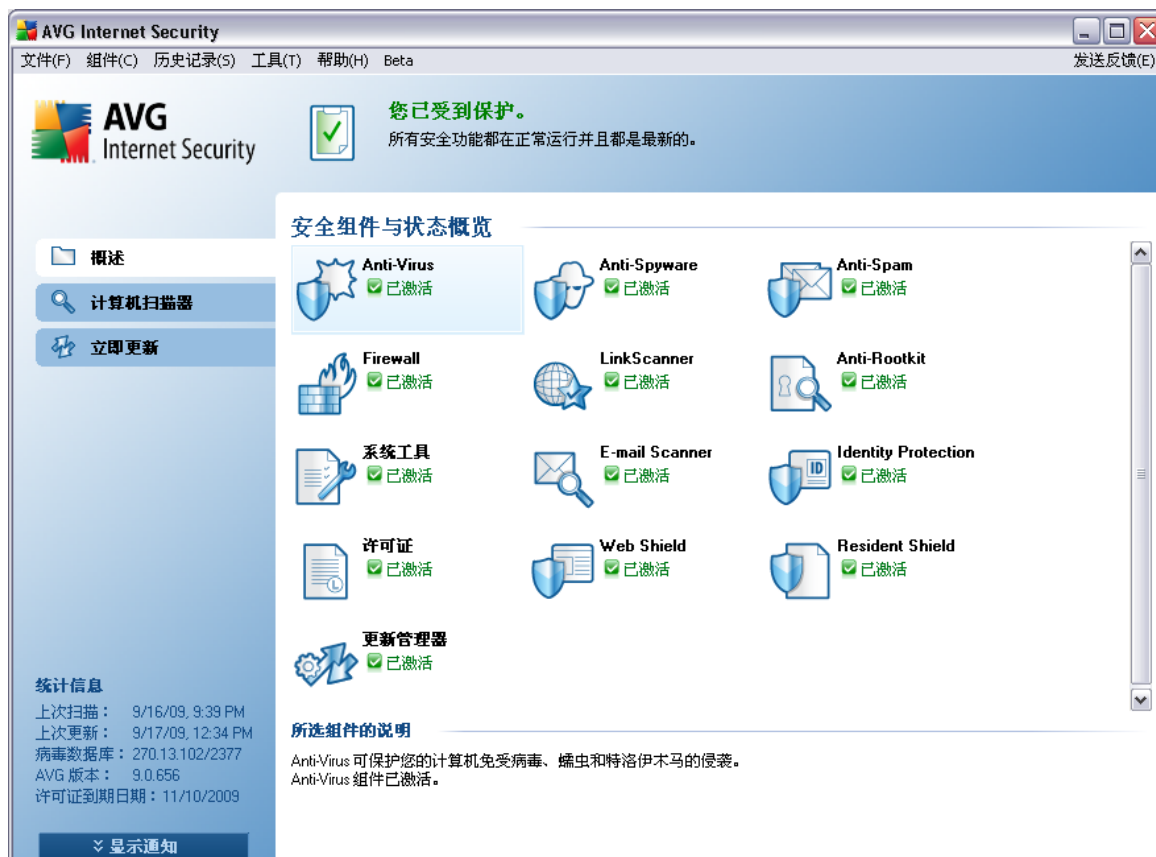 AVG Internet Security
文件(F) 组件(C) 历史记录(S) 工具(T) 帮助(H) Beta 发送反馈(E)
AVG
Internet Security
您已受到保护。
所有安全功能都在正常运行并且都是最新的。
概述
计算机扫描器
立即更新
安全组件与状态概览
Anti-Virus
已激活
Anti-Spyware
已激活
Anti-Spam
已激活
Firewall
已激活
LinkScanner
已激活
Anti-Rootkit
已激活
系统工具
已激活
E-mail Scanner
已激活
ID
Identity Protection
已激活
许可证
已激活
Web Shield
已激活
Resident Shield
已激活
更新管理器
已激活
统计信息
上次扫描： 9/16/09, 9:39 PM
上次更新： 9/17/09, 12:34 PM
病毒数据库：270.13.102/2377
AVG 版本： 9.0.656
许可证到期日期：11/10/2009
显示通知
所选组件的说明
Anti-Virus 可保护您的计算机免受病毒、蠕虫和特洛伊木马的侵袭。
Anti-Virus 组件已激活。